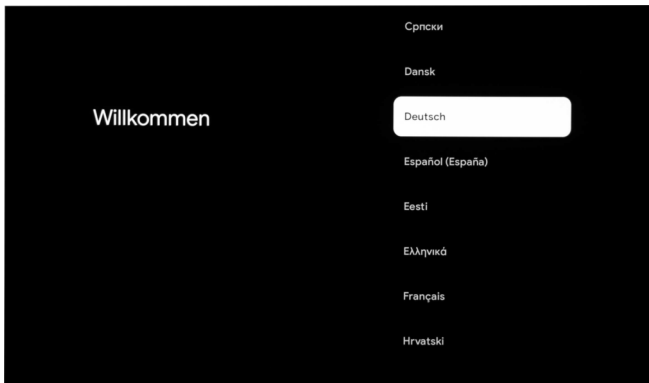 Willkommen
Српски
Dansk
Deutsch
Español (España)
Eesti
Ελληνικά
Français
Hrvatski